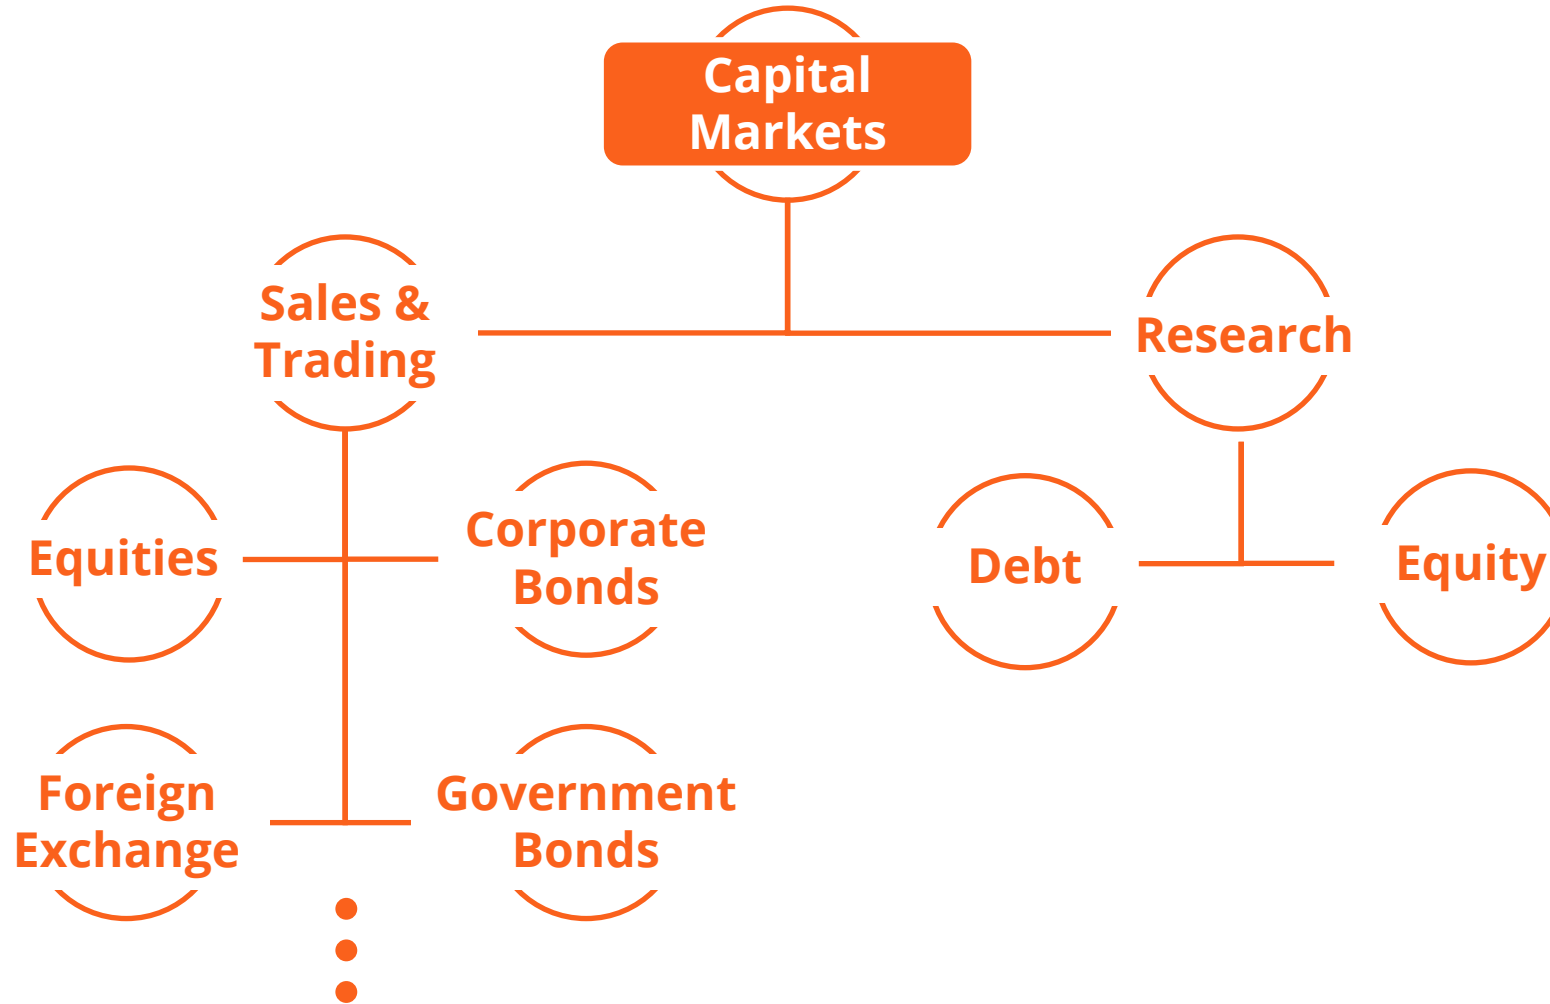 Capital
Markets
Sales &
Trading
Research
Equities
Corporate
Bonds
Debt
Equity
Foreign
Exchange
Government
Bonds